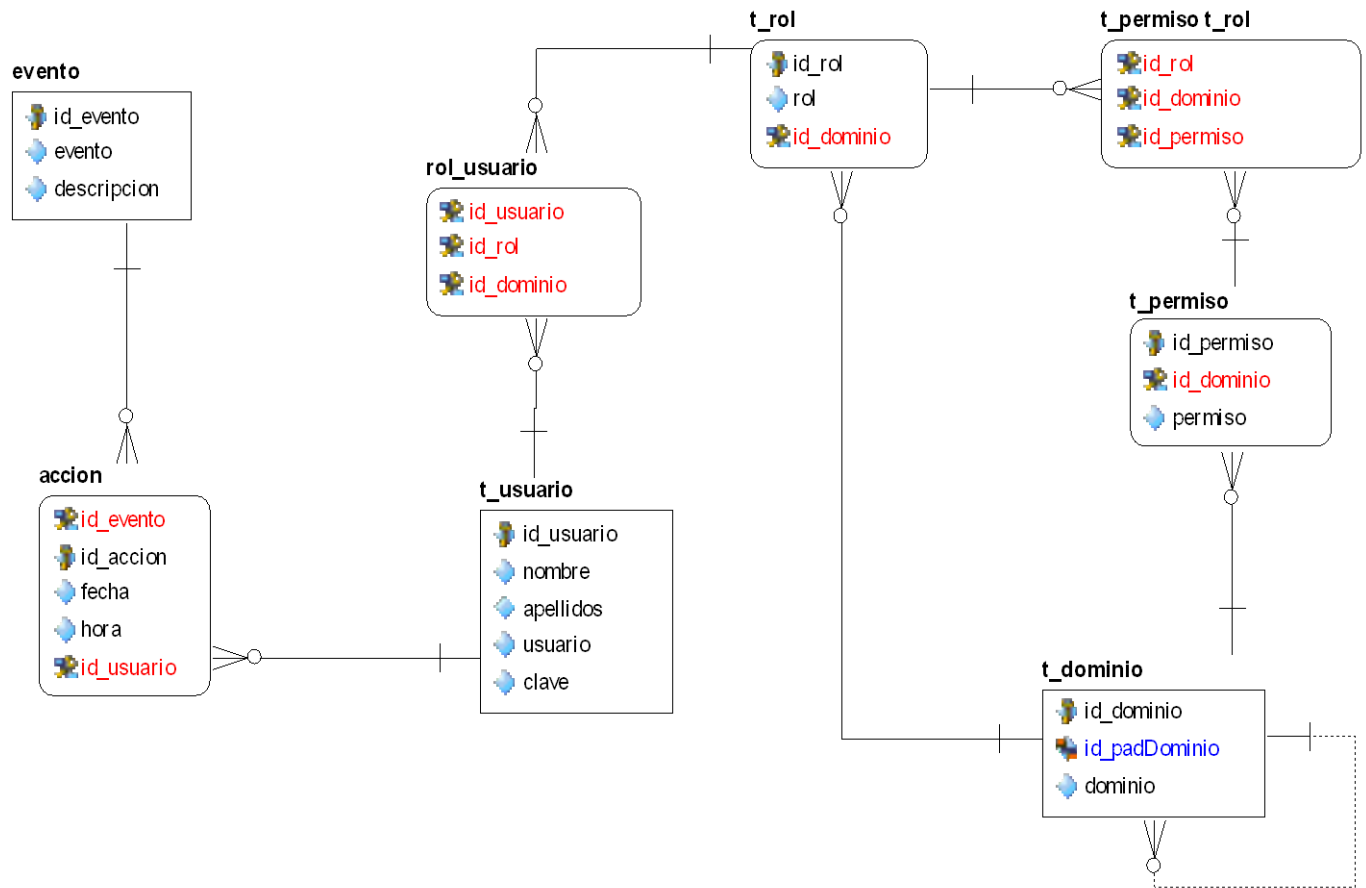 evento
id_evento
evento
descripcion
accion
id_evento
id_accion
fecha
hora
id_usuario
rol_usuario
id_usuario
id_rol
id_dominio
t_usuario
id_usuario
nombre
apellidos
usuario
clave
t_rol
id_rol
rol
id_dominio
t_permiso t_rol
id_rol
id_dominio
id_permiso
t_permiso
id_permiso
id_dominio
permiso
t_dominio
id_dominio
id_padDominio
dominio